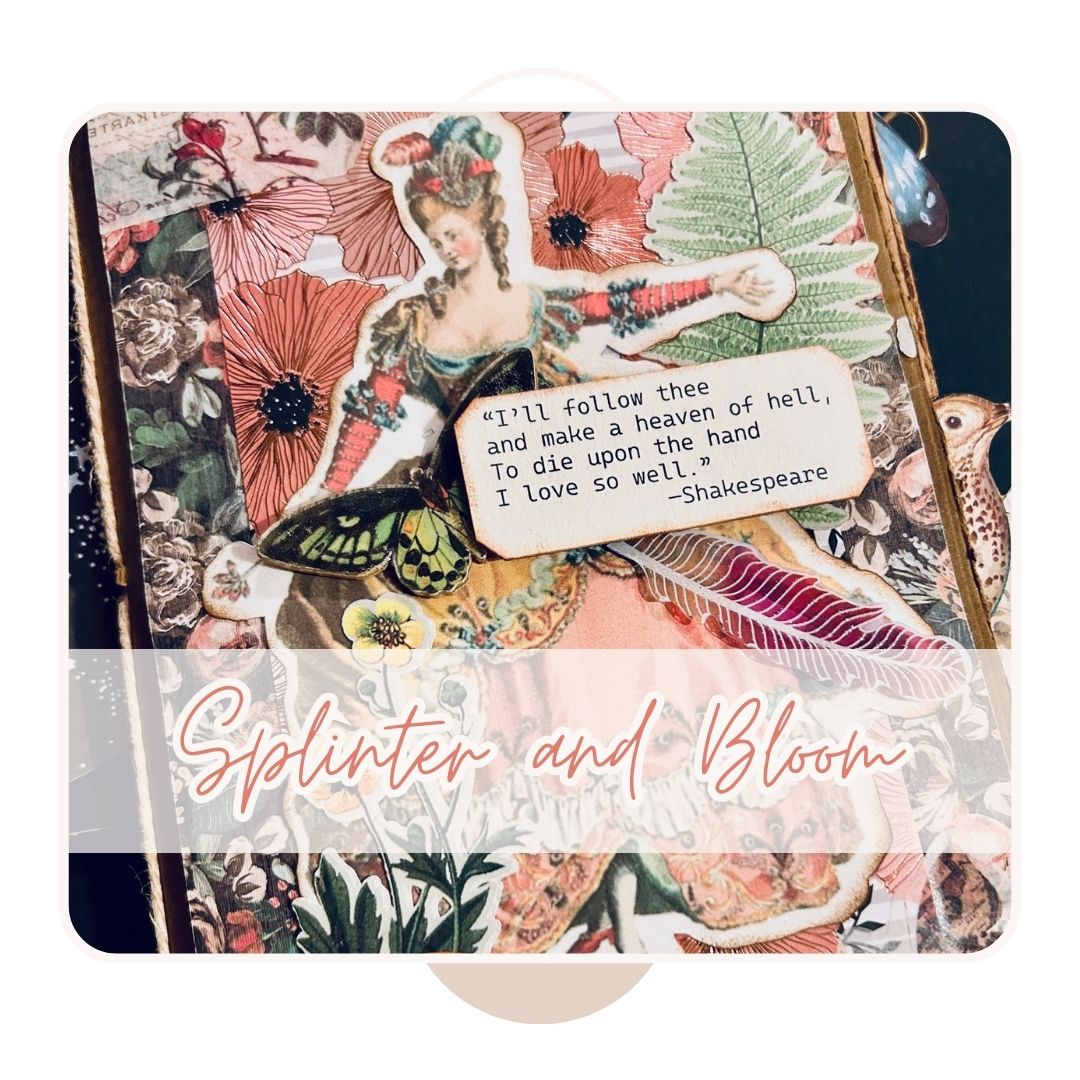 “I’ll follow thee
and make a heaven of hell,
To die upon the hand
I love so well.”
—Shakespeare
Splinter and Bloom